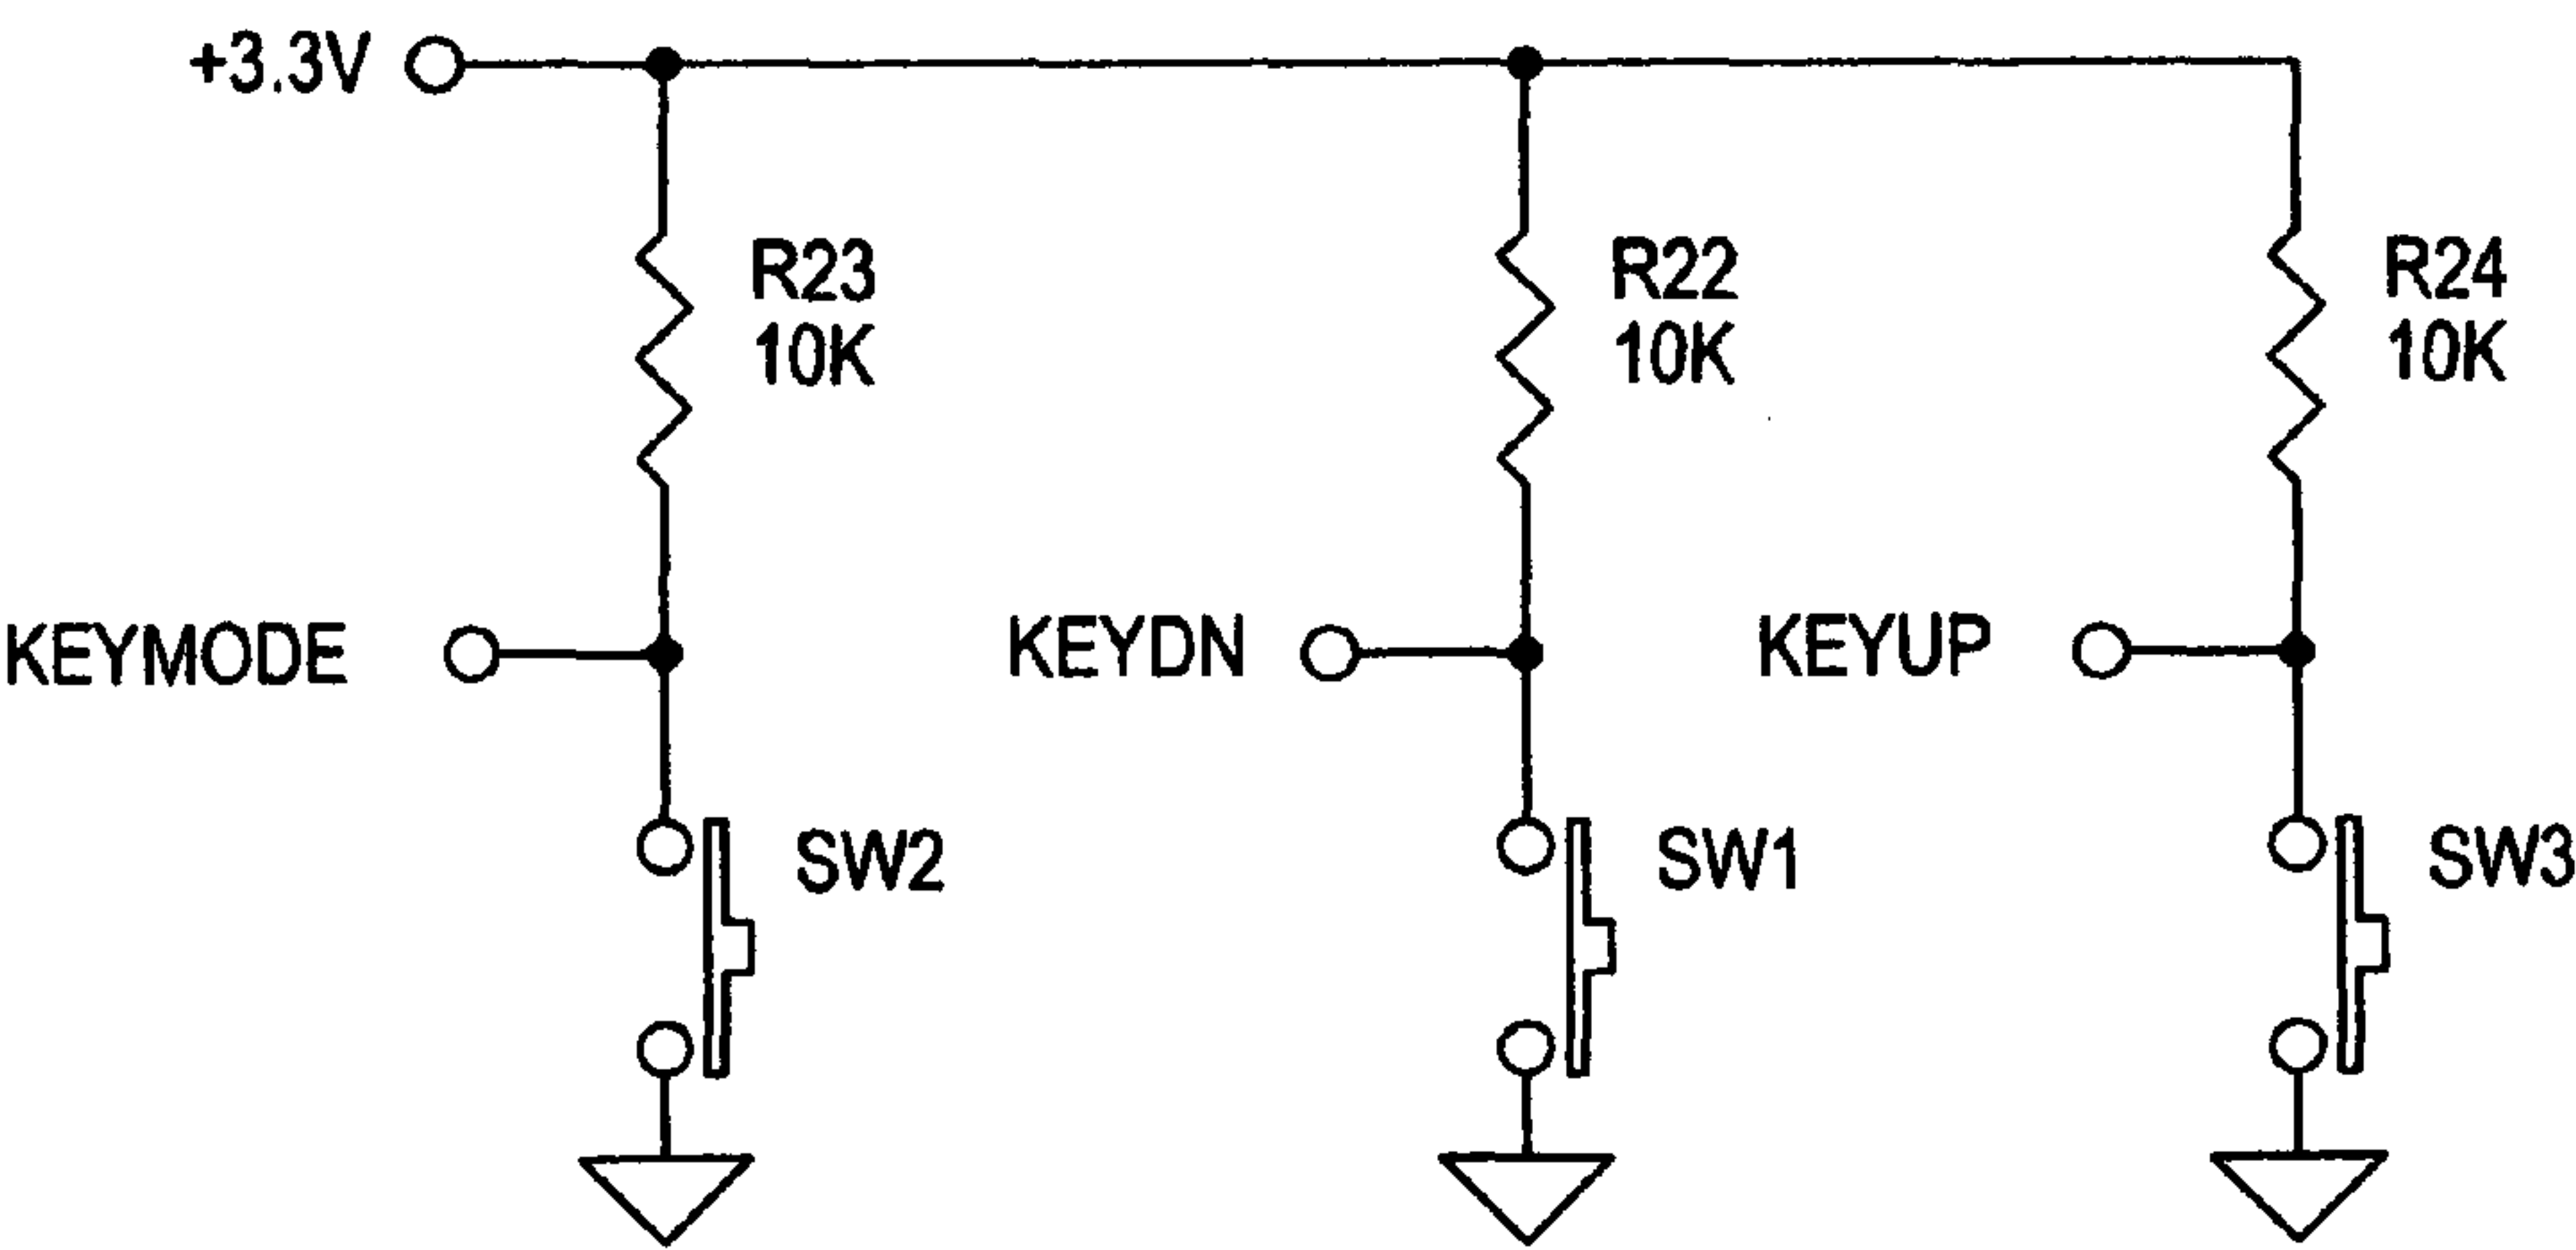 +3.3V
R23
10K
R22
10K
R24
10K
KEYMODE
KEYDN
KEYUP
SW2
SW1
SW3